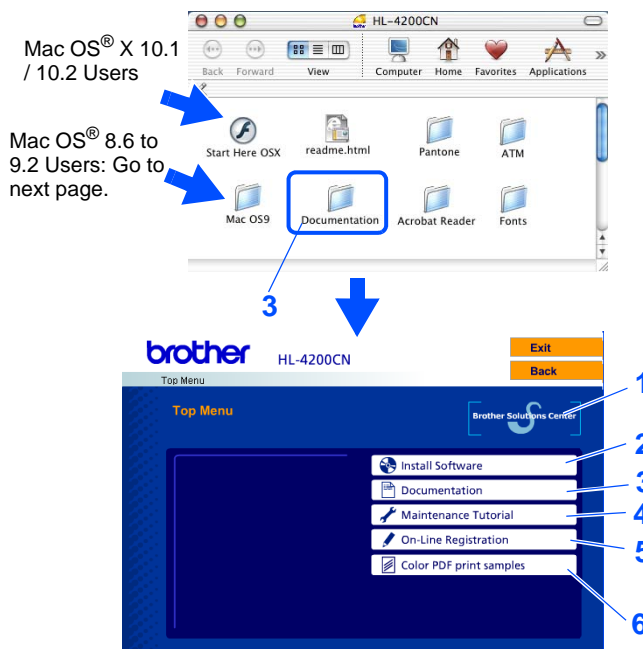 HL-4200CN
Mac OS® X 10.1
/ 10.2 Users
Back Forward View Computer Home Favorites Applications
Mac OS® 8.6 to
9.2 Users: Go to
next page.
Start Here OSX readme.html Pantone ATM
Mac OS9 Documentation Acrobat Reader Fonts
3
brother HL-4200CN
Exit
Back
Top Menu
Top Menu
Brother Solutions Center
1
Install Software
2
Documentation
3
Maintenance Tutorial
4
On-Line Registration
5
Color PDF print samples
6